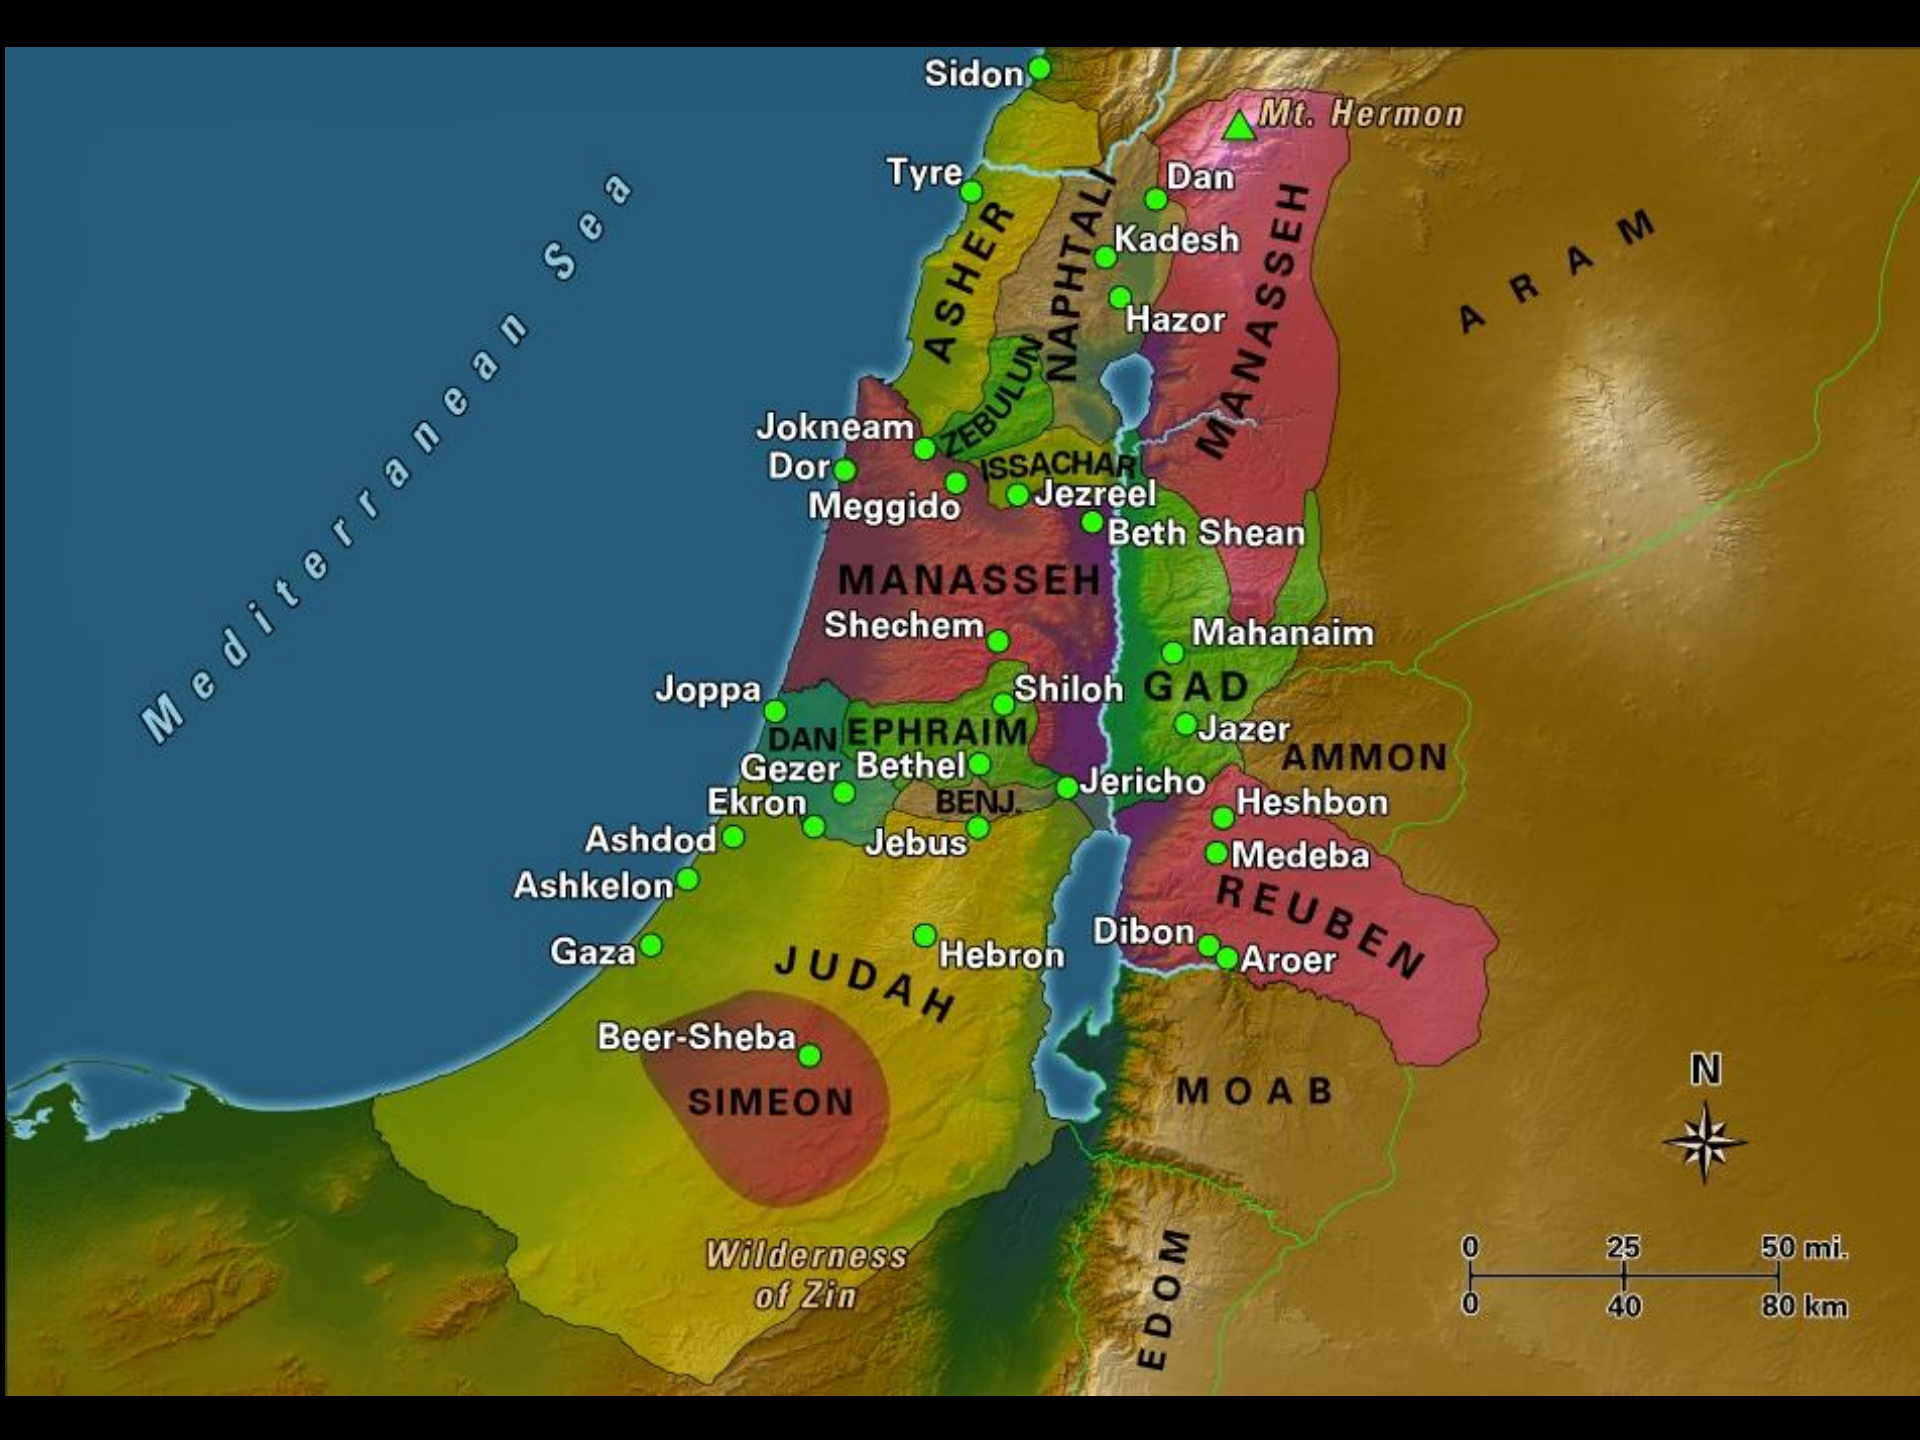 Sidon
Mt. Hermon
Tyre
Dan
Mediterranean Sea
ASHER
NAPHTALI
Kadesh
MANASSEH
ARAM
Hazor
ZEBULUN
Jokneam
Dor
ISSACHAR
Meggido
Jezreel
Beth Shean
MANASSEH
Shechem
Mahanaim
Joppa
Shiloh
GAD
DAN
EPHRAIM
Jazer
Gezer
Bethel
AMMON
Jericho
Ekron
BENJ.
Heshbon
Ashdod
Jebus
Medeba
Ashkelon
REUBEN
Gaza
Hebron
Dibon
Aroer
JUDAH
Beer-Sheba
SIMEON
MOAB
N
Wilderness
of Zin
EDOM
0 25 50 mi.
0 40 80 km